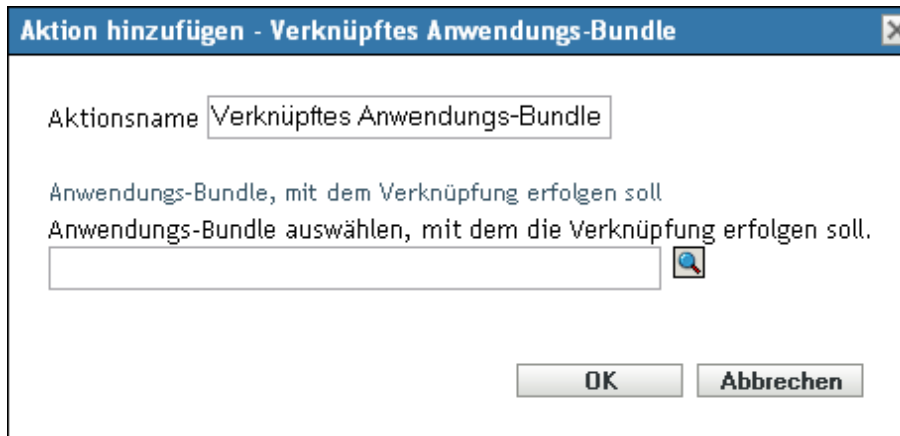 Aktion hinzufügen - Verknüpftes Anwendungs-Bundle
Aktionsname Verknüpftes Anwendungs-Bundle
Anwendungs-Bundle, mit dem Verknüpfung erfolgen soll
Anwendungs-Bundle auswählen, mit dem die Verknüpfung erfolgen soll.
OK Abbrechen